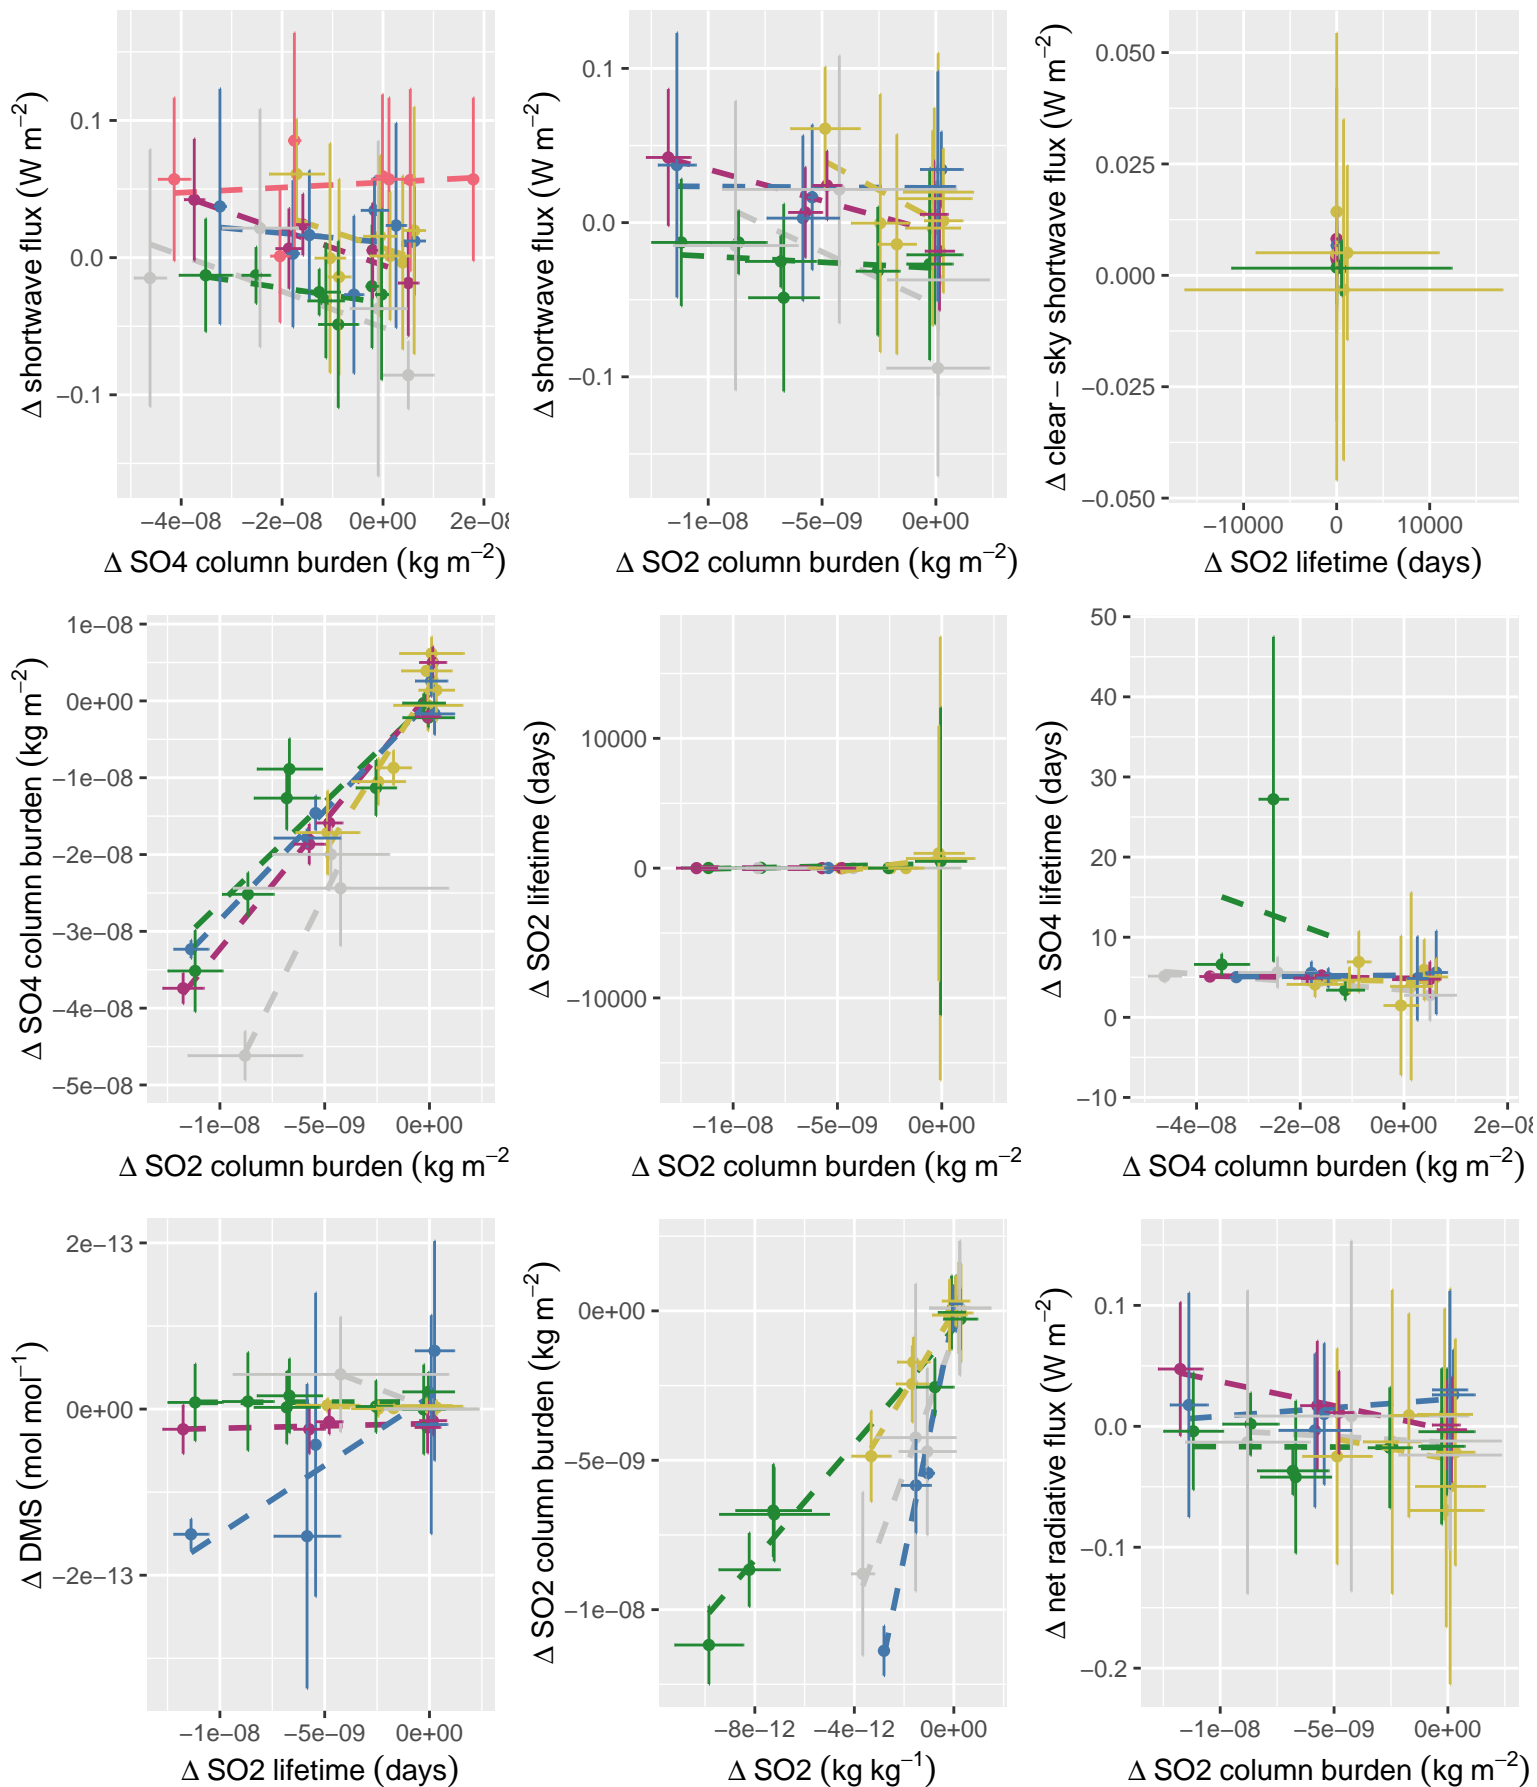 Δ shortwave flux (W m−2)
0.1
0.0
−0.1
−4e−08 −2e−08 0e+00 2e−08
Δ SO4 column burden (kg m−2)
Δ shortwave flux (W m−2)
0.1
0.0
−0.1
−1e−08 −5e−09 0e+00
Δ SO2 column burden (kg m−2)
Δ clear − sky shortwave flux (W m−2)
0.050
0.025
0.000
−0.025
−0.050
−10000 0 10000
Δ SO2 lifetime (days)
Δ SO4 column burden (kg m−2)
1e−08
0e+00
−1e−08
−2e−08
−3e−08
−4e−08
−5e−08
−1e−08 −5e−09 0e+00
Δ SO2 column burden (kg m−2
Δ SO2 lifetime (days)
10000
0
−10000
−1e−08 −5e−09 0e+00
Δ SO2 column burden (kg m−2
Δ SO4 lifetime (days)
50
40
30
20
10
0
−10
−4e−08 −2e−08 0e+00 2e−08
Δ SO4 column burden (kg m−2)
Δ DMS (mol mol−1)
2e−13
0e+00
−2e−13
−1e−08 −5e−09 0e+00
Δ SO2 lifetime (days)
Δ SO2 column burden (kg m−2)
0e+00
−5e−09
−1e−08
−8e−12 −4e−12 0e+00
Δ SO2 (kg kg−1)
Δ net radiative flux (W m−2)
0.1
0.0
−0.1
−0.2
−1e−08 −5e−09 0e+00
Δ SO2 column burden (kg m−2)